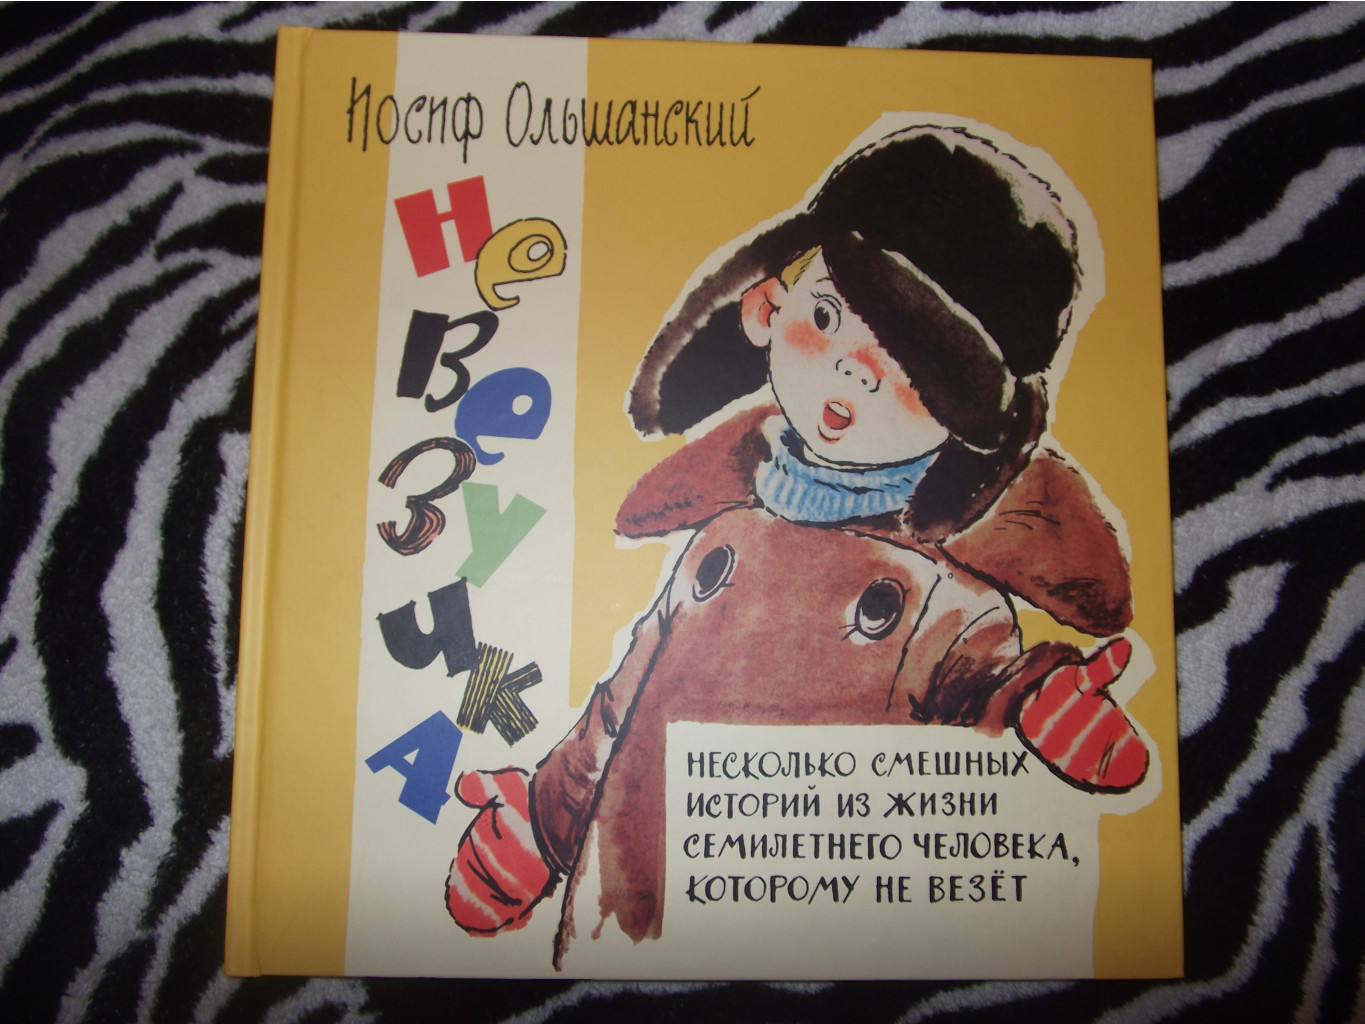 Иосиф Ольшанский
НеВеЗУЧКА
НЕСКОЛЬКО СМЕШНЫХ
ИСТОРИЙ ИЗ ЖИЗНИ
СЕМИЛЕТНЕГО ЧЕЛОВЕКА,
КОТОРОМУ НЕ ВЕЗЁТ